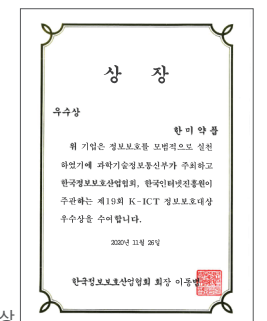 상 장
우수상
한미약품
위 기업은 정보보호를 모범적으로 실천
하였기에 과학기술정보통신부가 주최하고
한국정보보호산업협회, 한국인터넷진흥원이
주관하는 제19회 K-ICT 정보보호대상
우수상을 수여합니다.
2020년 11월 26일
한국정보보호산업협회 회장 이동범
상